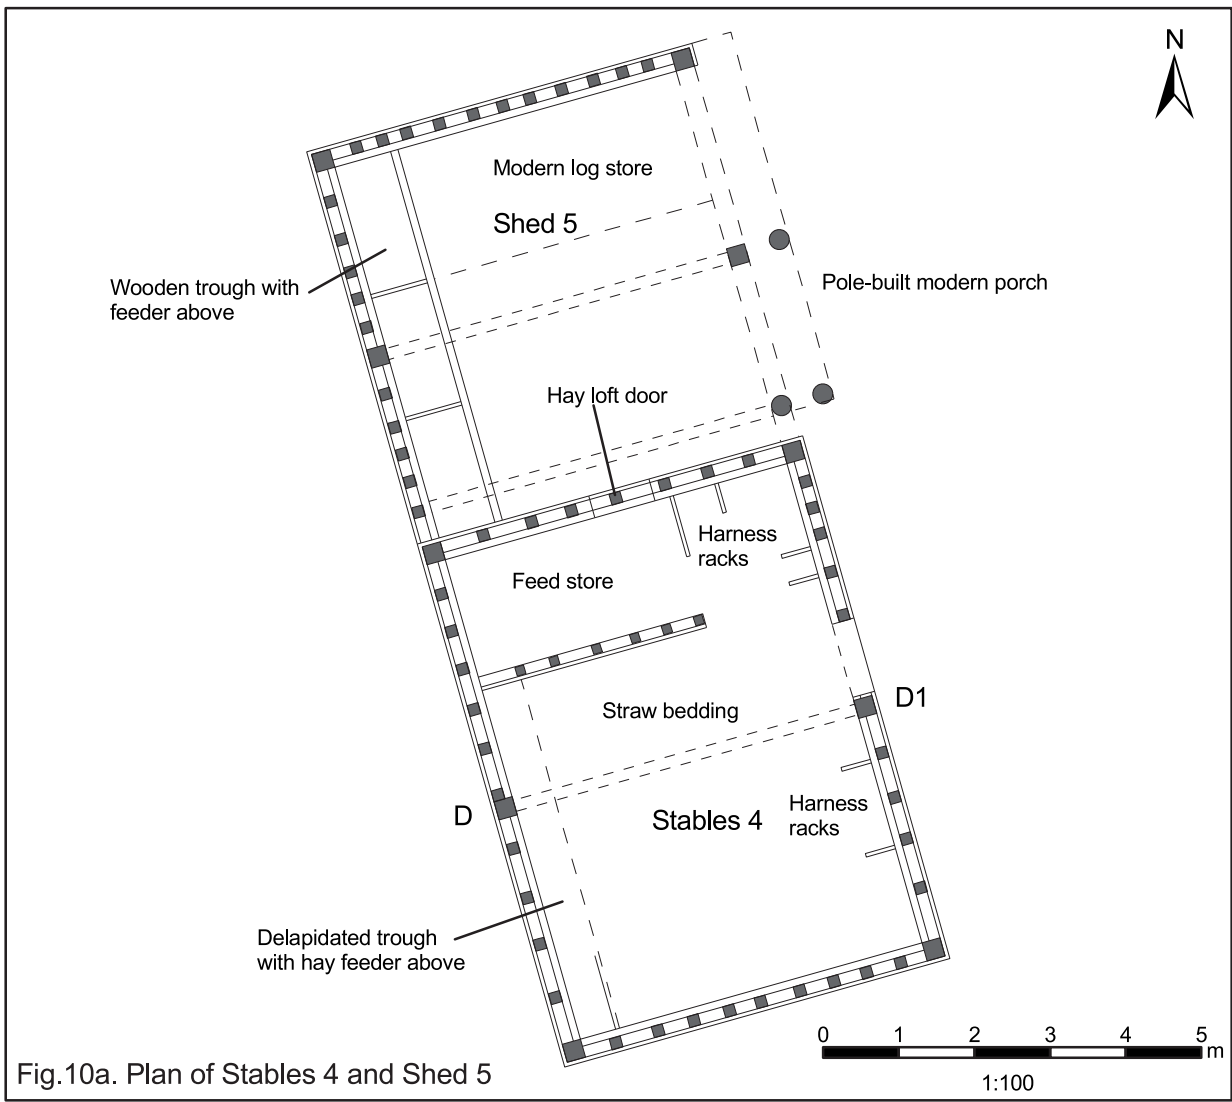 N
Modern log store
Shed 5
Wooden trough with
feeder above
Pole-built modern porch
Hay loft door
Harness
racks
Feed store
Straw bedding
D1
D
Stables 4
Harness
racks
Delapidated trough
with hay feeder above
0 1 2 3 4 5
m
1:100
Fig.10a. Plan of Stables 4 and Shed 5